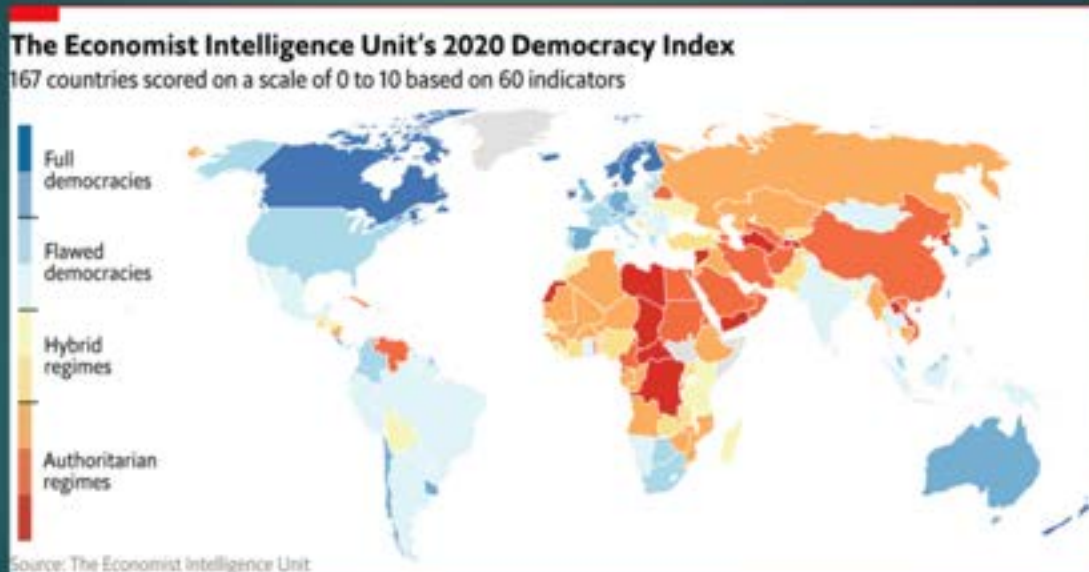 The Economist Intelligence Unit's 2020 Democracy Index
167 countries scored on a scale of 0 to 10 based on 60 indicators
Full
democracies
Flawed
democracies
Hybrid
regimes
Authoritarian
regimes
Source: The Economist Intelligence Unit